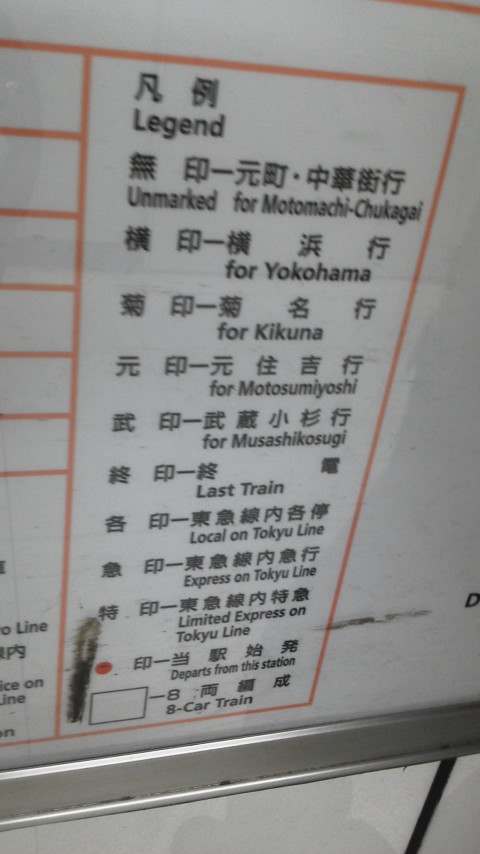 凡例
Legend
無 印ー元町・中華街行
Unmarked for Motomachi-Chukagai
横 印ー横浜行
for Yokohama
菊 印ー菊名行
for Kikuna
元 印ー元住吉行
for Motosumiyoshi
武 印ー武蔵小杉行
for Musashikosugi
終 印ー終電
Last Train
各 印ー東急線内各停
Local on Tokyu Line
急 印ー東急線内急行
Express on Tokyu Line
特 印ー東急線内特急
Limited Express on
Tokyu Line
印ー当駅始発
Departs from this station
ー8両編成
8-Car Train
o Line
内
ice on
Line
on
D